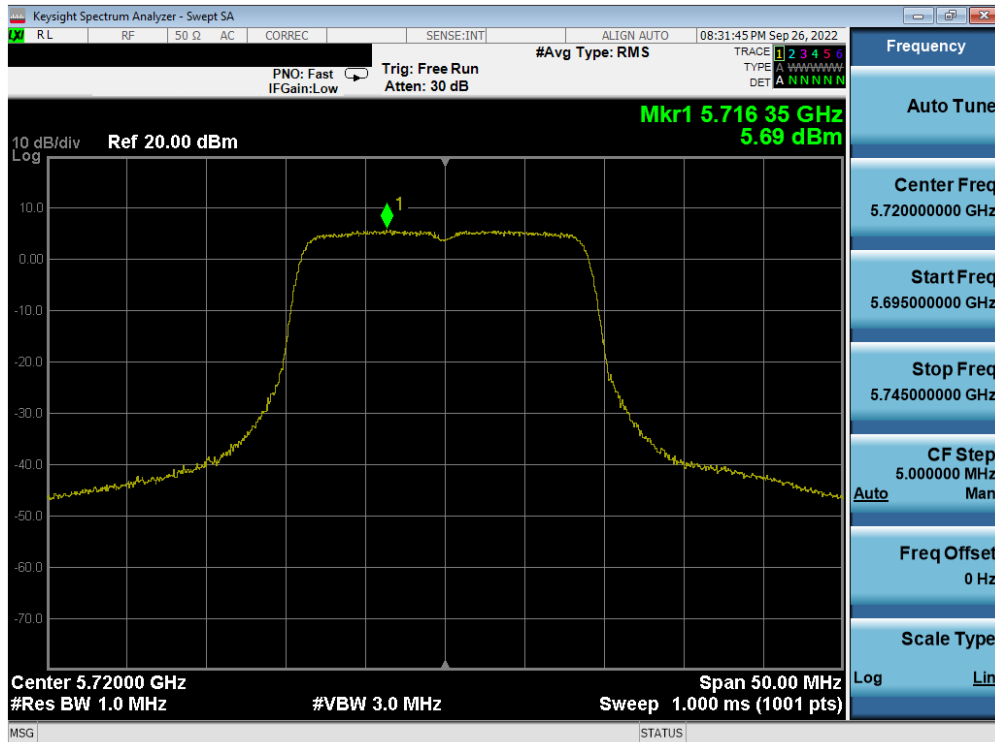 Keysight Spectrum Analyzer - Swept SA
LXI RL RF 50 Ω AC CORREC SENSE:INT ALIGN AUTO 08:31:45 PM Sep 26, 2022
#Avg Type: RMS
TRACE 1 2 3 4 5 6
TYPE A WWWWW
DET A N N N N N
PNO: Fast
IFGain:Low
Trig: Free Run
Atten: 30 dB
Mkr1 5.716 35 GHz
5.69 dBm
10 dB/div
Log
Ref 20.00 dBm
1
10.0
0.00
-10.0
-20.0
-30.0
-40.0
-50.0
-60.0
-70.0
Center 5.72000 GHz
Span 50.00 MHz
#Res BW 1.0 MHz
#VBW 3.0 MHz
Sweep 1.000 ms (1001 pts)
MSG
STATUS
Frequency
Auto Tune
Center Freq
5.720000000 GHz
Start Freq
5.695000000 GHz
Stop Freq
5.745000000 GHz
CF Step
5.000000 MHz
Auto Man
Freq Offset
0 Hz
Scale Type
Log Lin